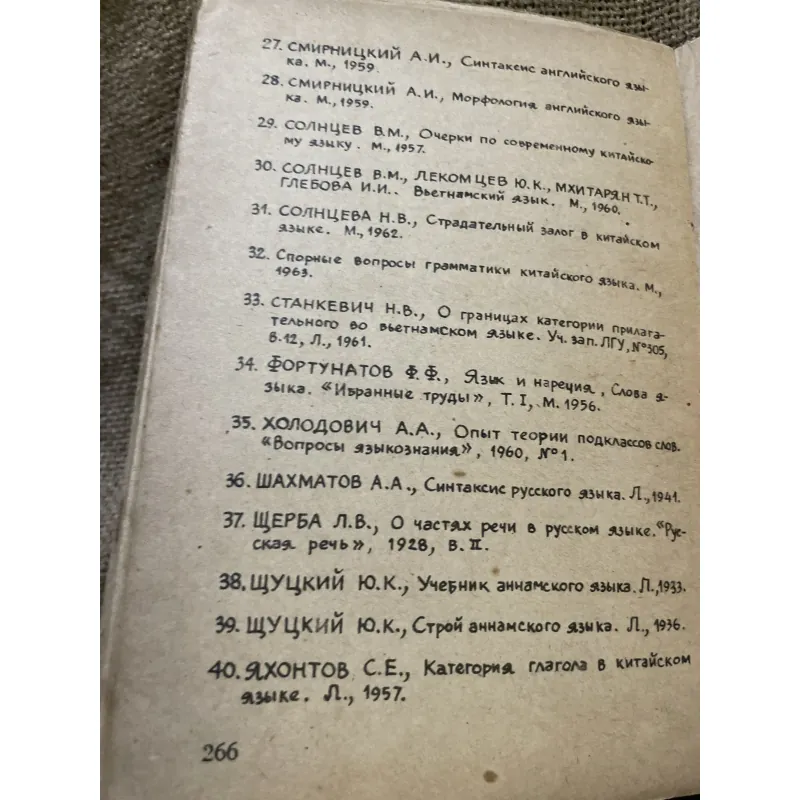 27. СМИРНИЦКИЙ А.И., Синтаксис английского язы-
ка. М., 1959.
28. СМИРНИЦКИЙ А.И., Морфология английского язы-
ка. М., 1959.
29. СОЛНЦЕВ В.М., Очерки по современному китайско-
му языку. М., 1957.
30. СОЛНЦЕВ В.М., ЛЕКОМЦЕВ Ю.К., МХИТАРЯН Т.Т.,
ГЛЕБОВА И.И.. Вьетнамский язык. М., 1960.
31. СОЛНЦЕВА Н.В., Страдательный залог в китайском
языке. М., 1962.
32. Спорные вопросы грамматики китайского языка. М.,
1963.
33. СТАНКЕВИЧ Н.В., О границах категории прилага-
тельного во вьетнамском языке. Уч. зап. ЛГУ, №305,
в.12, Л., 1961.
34. ФОРТУНАТОВ Ф.Ф., Язык и наречия, Слова я-
зыка. «Избранные труды», Т. I, М. 1956.
35. ХОЛОДОВИЧ А.А., Опыт теории подклассов слов.
«Вопросы языкознания», 1960, №1.
36. ШАХМАТОВ А.А., Синтаксис русского языка. Л., 1941.
37. ЩЕРБА Л.В., О частях речи в русском языке. «Рус-
ская речь», 1928, в. II.
38. ЩУЦКИЙ Ю.К., Учебник аннамского языка. Л., 1933.
39. ЩУЦКИЙ Ю.К., Строй аннамского языка. Л., 1936.
40. ЯХОНТОВ С.Е., Категория глагола в китайском
языке. Л., 1957.
266